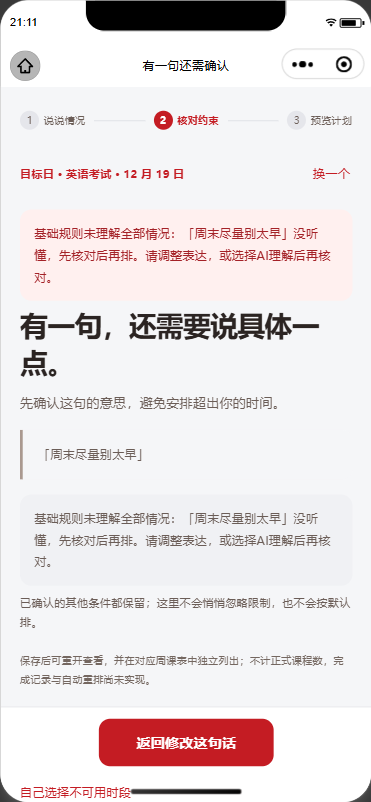 21:11
有一句还需确认
1 说说情况 2 核对约束 3 预览计划
目标日 · 英语考试 · 12 月 19 日 换一个
基础规则未理解全部情况：「周末尽量别太早」没听
懂，先核对后再排。请调整表达，或选择AI理解后再核
对。
有一句，还需要说具体一
点。
先确认这句的意思，避免安排超出你的时间。
「周末尽量别太早」
基础规则未理解全部情况：「周末尽量别太早」没听
懂，先核对后再排。请调整表达，或选择AI理解后再核
对。
已确认的其他条件都保留；这里不会悄悄忽略限制，也不会按默认
排。
保存后可重开查看，并在对应周课表中独立列出；不计正式课程数，完
成记录与自动重排尚未实现。
返回修改这句话
自己选择不可用时段